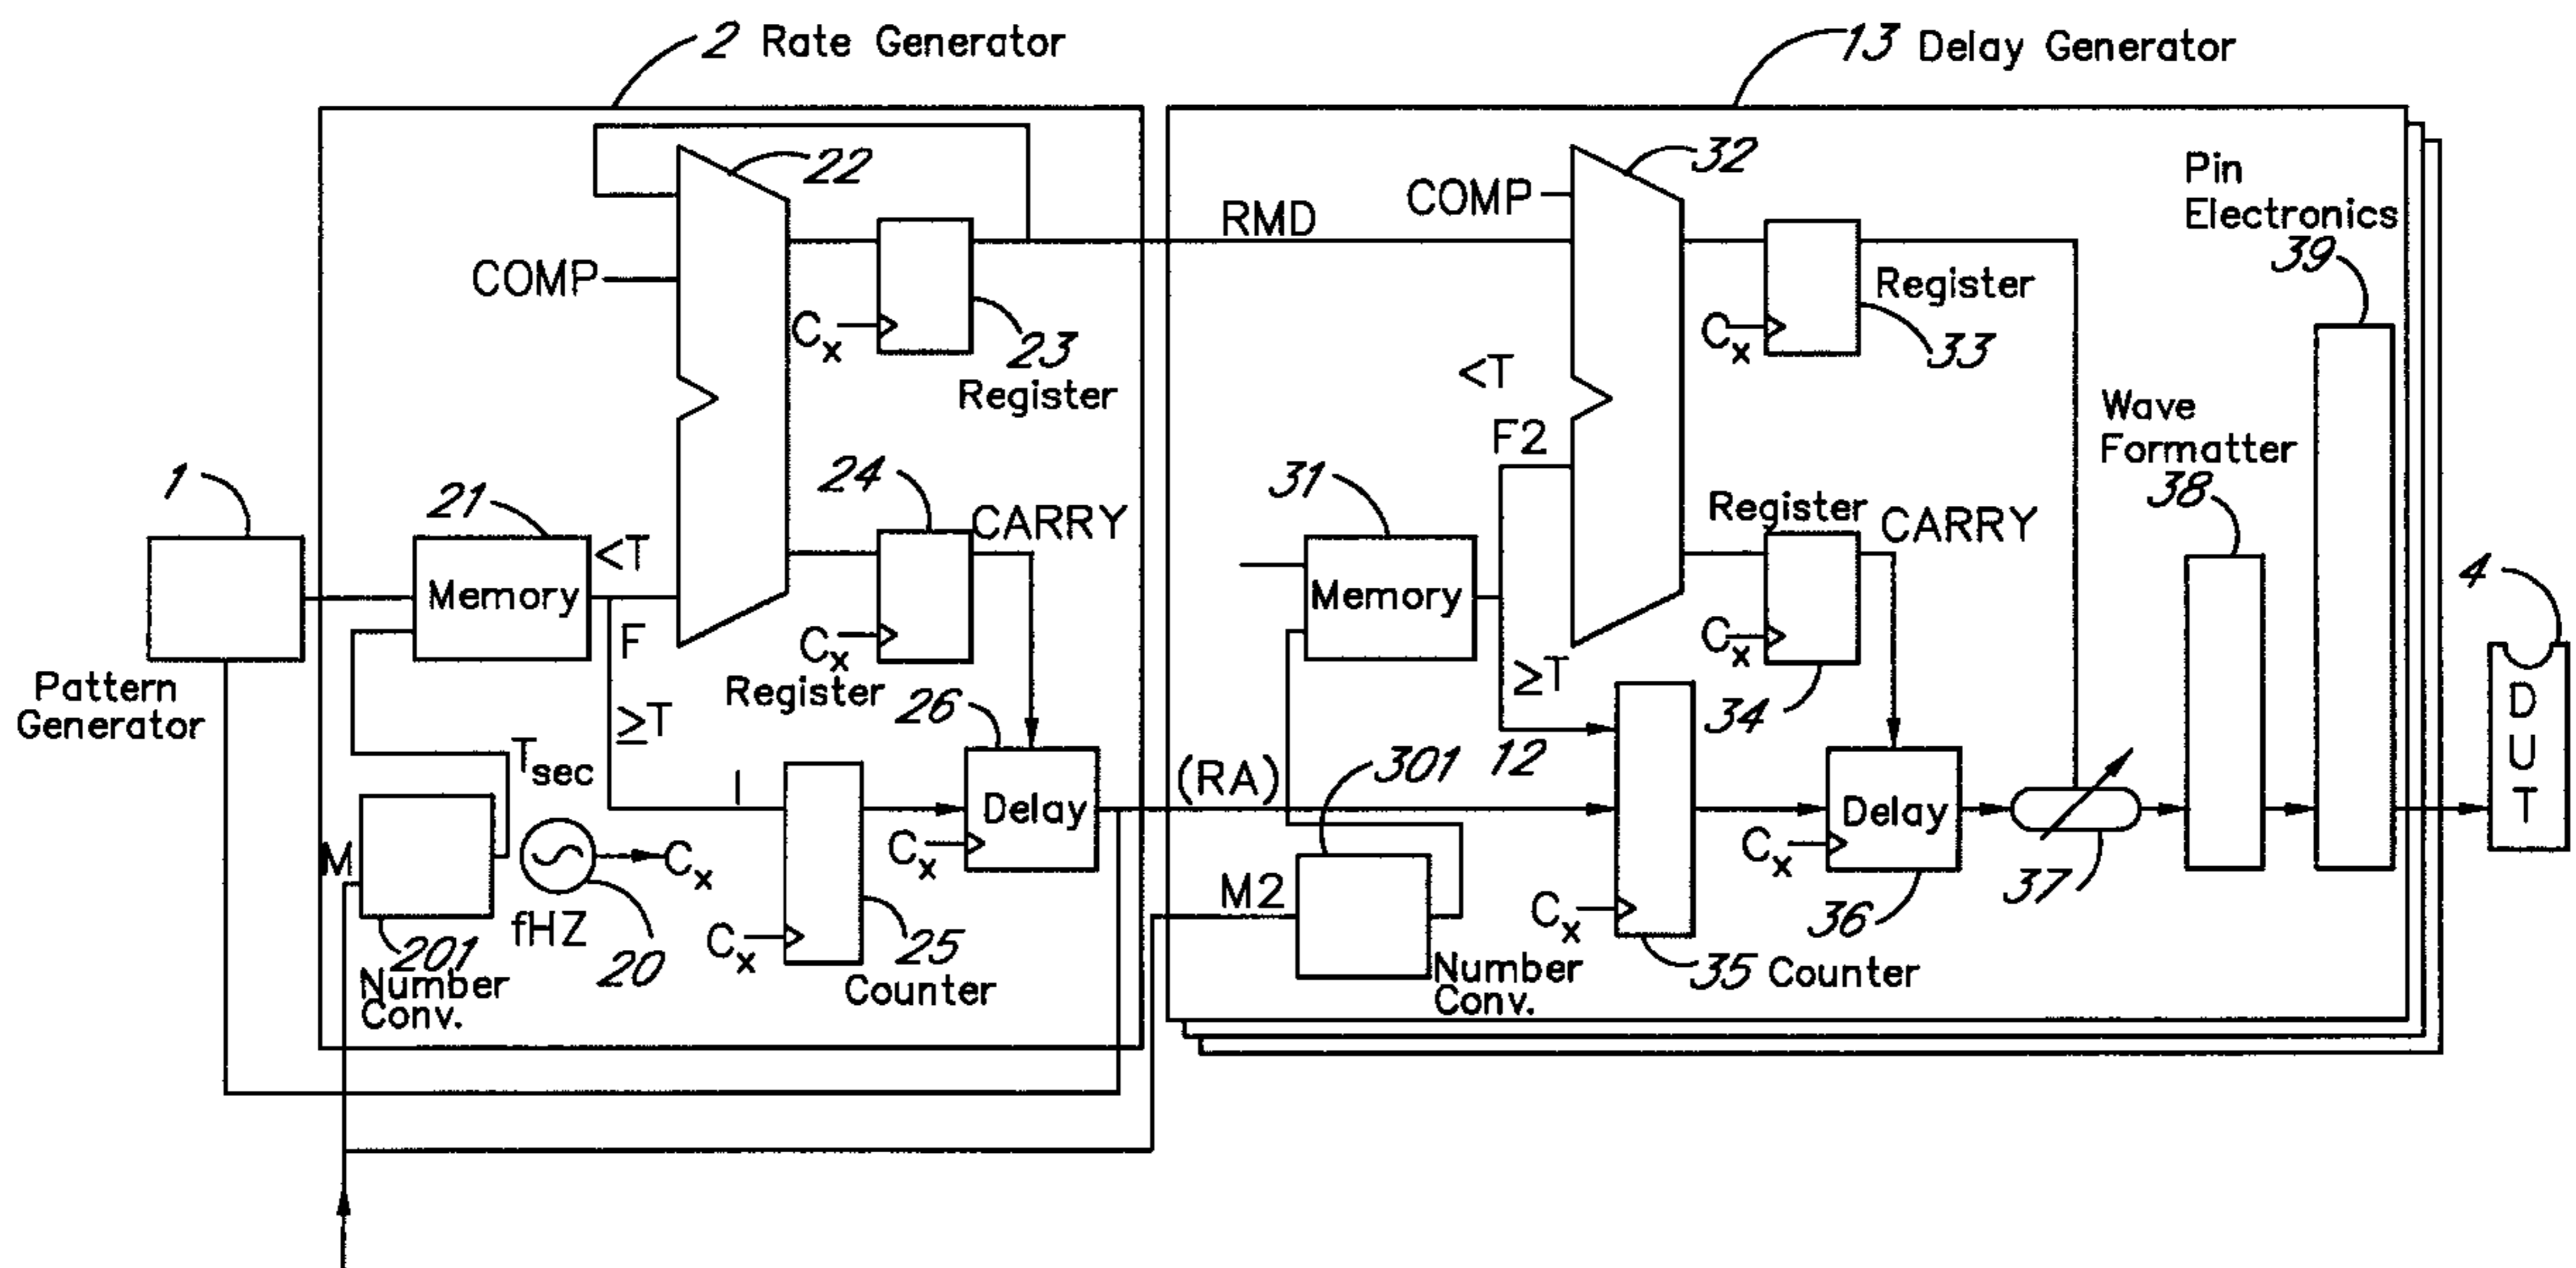 2 Rate Generator
13 Delay Generator
22
32
Pin
Electronics
39
COMP
RMD
COMP
Cx
23
Register
Cx
Register
33
<T
F2
Wave
Formatter
38
1
21
24
CARRY
31
Register
CARRY
4
Memory
<T
F
Cx
Register
Memory
Cx
34
DUT
Pattern
Generator
≥T
26
≥T
12
Tsec
I
Delay
Cx
(RA)
301
Delay
Cx
37
M
201
Number
Conv.
fHZ
20
Cx
Cx
25
Counter
M2
Number
Conv.
Cx
35 Counter
36